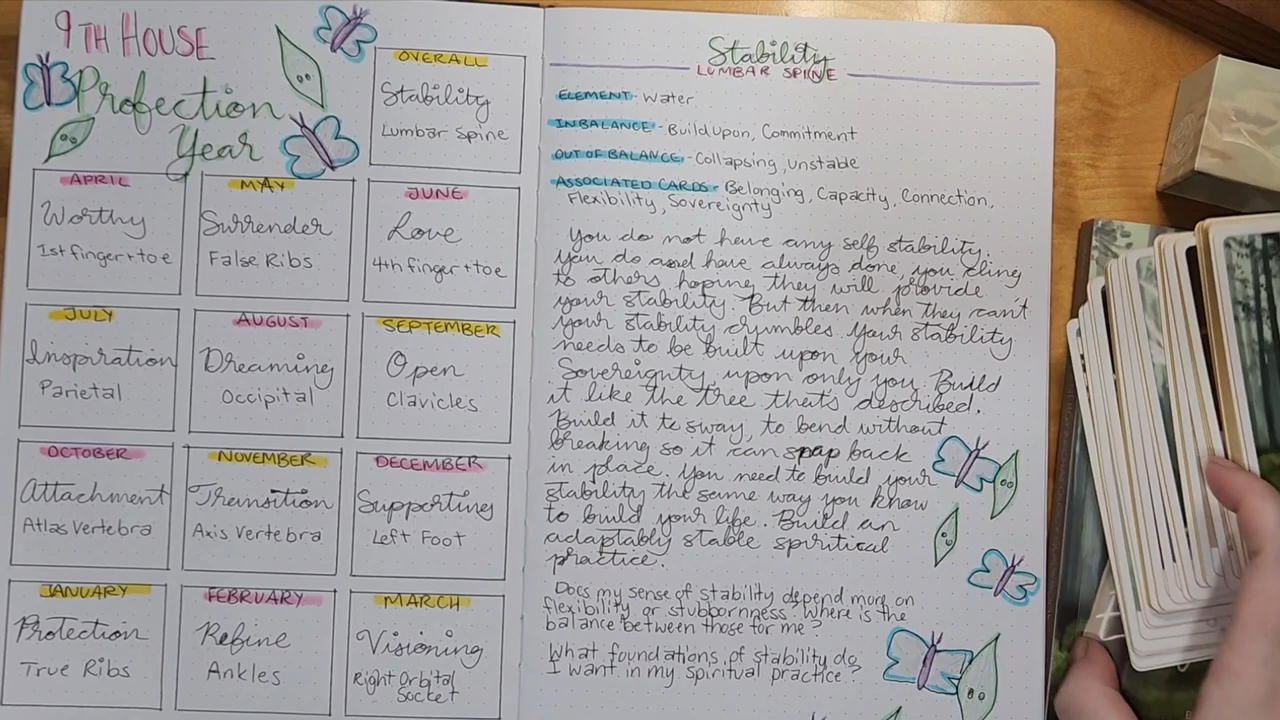 9TH HOUSE
Profection
Year
OVERALL
Stability
Lumbar Spine
APRIL
Worthy
1st finger + toe
MAY
Surrender
False Ribs
JUNE
Love
4th finger + toe
JULY
Inspiration
Parietal
AUGUST
Dreaming
Occipital
SEPTEMBER
Open
Clavicles
OCTOBER
Attachment
Atlas Vertebra
NOVEMBER
Transition
Axis Vertebra
DECEMBER
Supporting
Left Foot
JANUARY
Protection
True Ribs
FEBRUARY
Refine
Ankles
MARCH
Visioning
Right Orbital
Socket
Stability
LUMBAR SPINE
ELEMENT - Water
IN BALANCE - Build Upon, Commitment
OUT OF BALANCE - Collapsing, unstable
ASSOCIATED CARDS - Belonging, Capacity, Connection,
Flexibility, Sovereignty
You do not have any self stability.
You do and have always done, you cling
to others hoping they will provide
your stability. But then when they can't
your stability crumbles. Your stability
needs to be built upon your
Sovereignty, upon only you. Build
it like the tree that's described.
Build it to sway, to bend without
breaking so it can snap back
in place. You need to build your
stability the same way you know
to build your life. Build an
adaptably stable spiritical
practice.
Does my sense of stability depend more on
flexibility or stubbornness? Where is the
balance between those for me?
What foundations of stability do
I want in my spiritual practice?